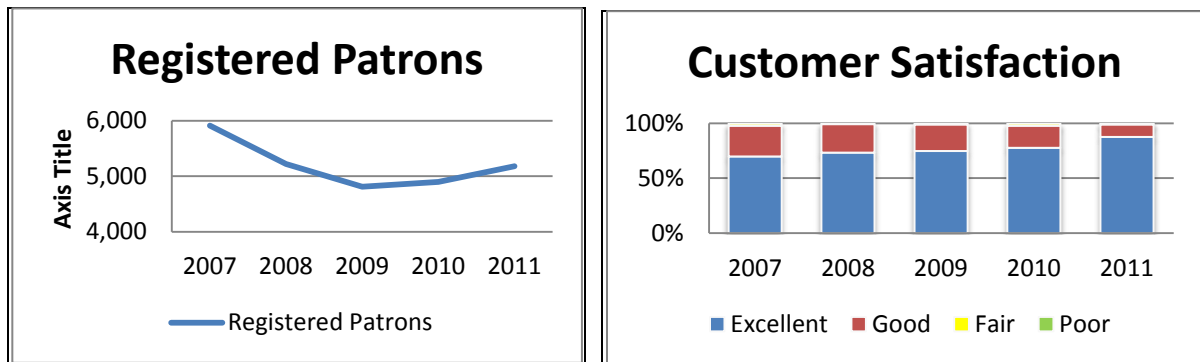 Registered Patrons
6,000
5,000
4,000
Axis Title
2007 2008 2009 2010 2011
Registered Patrons
Customer Satisfaction
100%
50%
0%
2007 2008 2009 2010 2011
Excellent Good Fair Poor